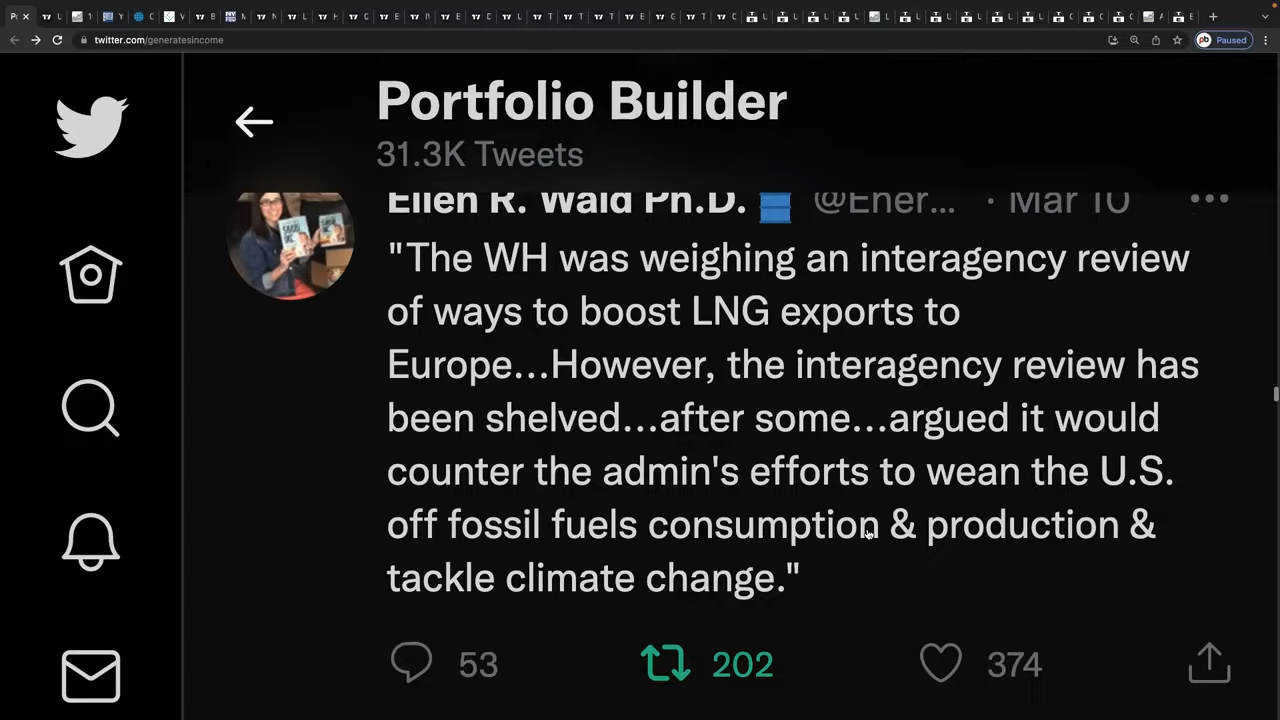 twitter.com/generatesincome
Paused
Portfolio Builder
31.3K Tweets
Ellen R. Wald Ph.D. @Ener... · Mar 10
"The WH was weighing an interagency review
of ways to boost LNG exports to
Europe...However, the interagency review has
been shelved...after some...argued it would
counter the admin's efforts to wean the U.S.
off fossil fuels consumption & production &
tackle climate change."
53
202
374